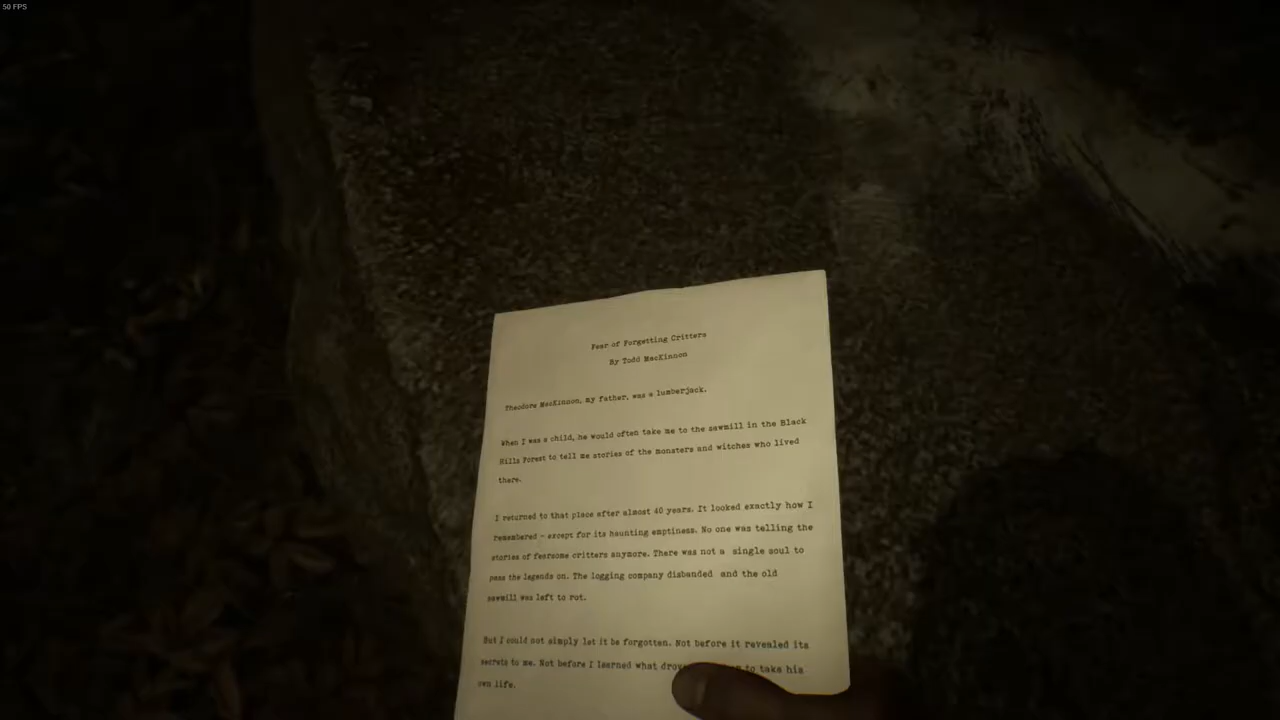 50 FPS
Fear of Forgetting Critters
By Todd MacKinnon
Theodore MacKinnon, my father, was a lumberjack.
When I was a child, he would often take me to the sawmill in the Black
Hills Forest to tell me stories of the monsters and witches who lived
there.
I returned to that place after almost 40 years. It looked exactly how I
remembered - except for its haunting emptiness. No one was telling the
stories of fearsome critters anymore. There was not a single soul to
pass the legends on. The logging company disbanded and the old
sawmill was left to rot.
But I could not simply let it be forgotten. Not before it revealed its
secrets to me. Not before I learned what drove to take his
own life.